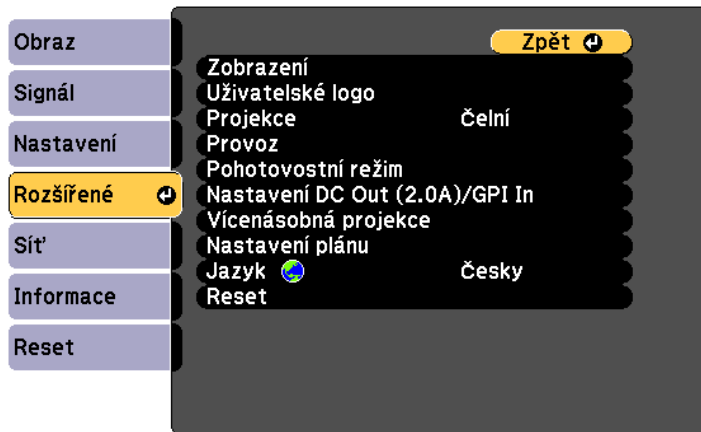 Obraz
Signál
Nastavení
Rozšířené
Síť
Informace
Reset
Zpět
Zobrazení
Uživatelské logo
Projekce Čelní
Provoz
Pohotovostní režim
Nastavení DC Out (2.0A)/GPI In
Vícenásobná projekce
Nastavení plánu
Jazyk Česky
Reset